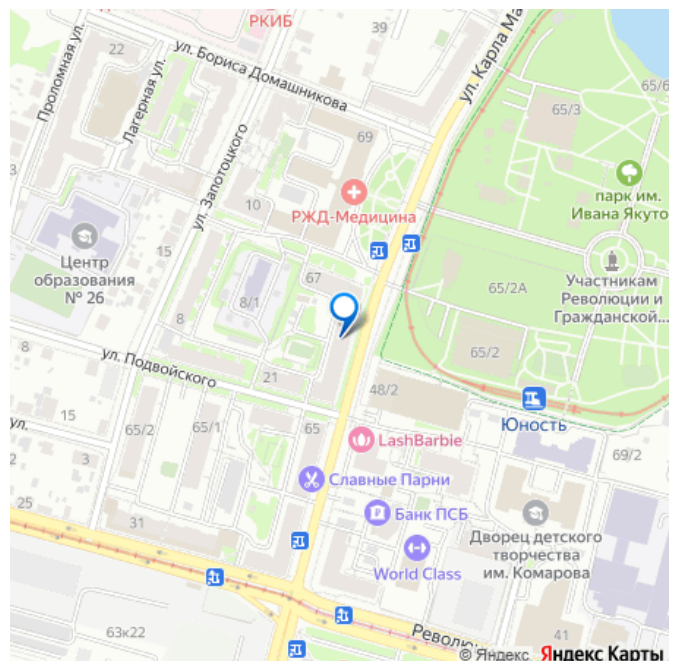 РКИБ
39
22
ул. Бориса Домашникова
ул. Карла Ма
65/6
Проломная ул.
Лагерная ул.
65/3
69
ул. Запотоцкого
парк им.
Ивана Якуто
10
РЖД-Медицина
15
Центр
образования
№ 26
67
8/1
65/2А
Участникам
Революции и
Гражданской...
8
8
65/2
ул. Подвойского
21
48/2
Юность
15
ул.
65/2
65/1
65
LashBarbie
69/2
2
3
Славные Парни
25
31
Банк ПСБ
Дворец детского
творчества
им. Комарова
World Class
63к22
Революц
41
© Яндекс Яндекс Карты